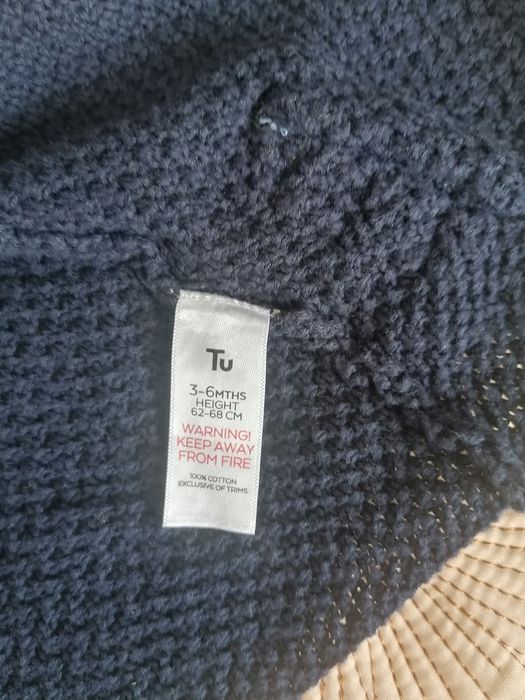 Tu
3-6MTHS
HEIGHT
62-68 CM
WARNING!
KEEP AWAY
FROM FIRE
100% COTTON
EXCLUSIVE OF TRIMS